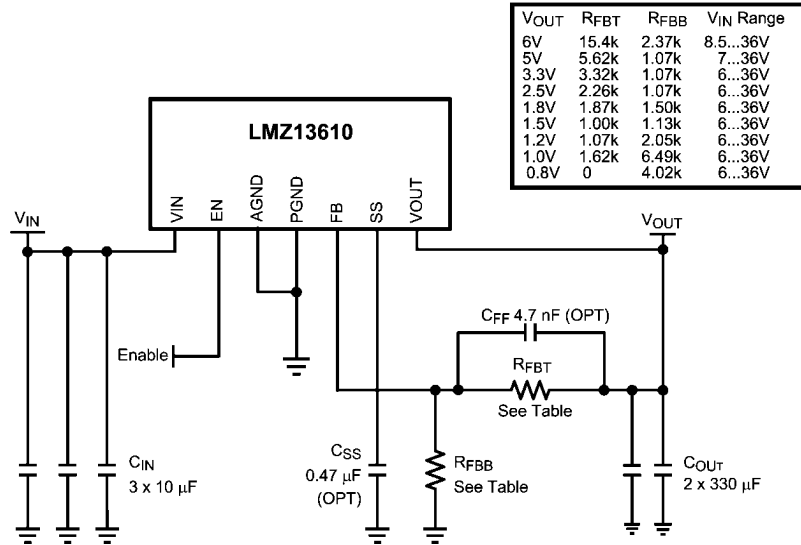 VOUT RFBT RFBB VIN Range
6V 15.4k 2.37k 8.5...36V
5V 5.62k 1.07k 7...36V
3.3V 3.32k 1.07k 6...36V
2.5V 2.26k 1.07k 6...36V
1.8V 1.87k 1.50k 6...36V
1.5V 1.00k 1.13k 6...36V
1.2V 1.07k 2.05k 6...36V
1.0V 1.62k 6.49k 6...36V
0.8V 0 4.02k 6...36V
LMZ13610
VIN
EN
AGND
PGND
FB
SS
VOUT
VIN
VOUT
Enable
CFF 4.7 nF (OPT)
RFBT
See Table
CIN
3 x 10 μF
CSS
0.47 μF
(OPT)
RFBB
See Table
COUT
2 x 330 μF